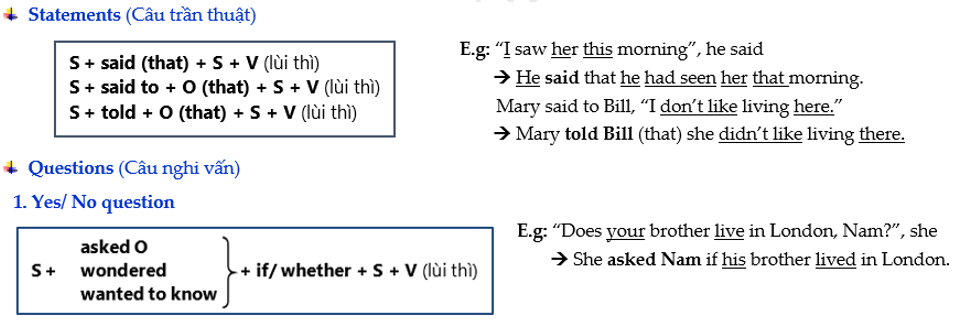 Statements (Câu trần thuật)
S + said (that) + S + V (lùi thì)
S + said to + O (that) + S + V (lùi thì)
S + told + O (that) + S + V (lùi thì)
E.g: “I saw her this morning”, he said
→ He said that he had seen her that morning.
Mary said to Bill, “I don’t like living here.”
→ Mary told Bill (that) she didn’t like living there.
Questions (Câu nghi vấn)
1. Yes/ No question
asked O
S + wondered + if/ whether + S + V (lùi thì)
wanted to know
E.g: “Does your brother live in London, Nam?”, she
→ She asked Nam if his brother lived in London.